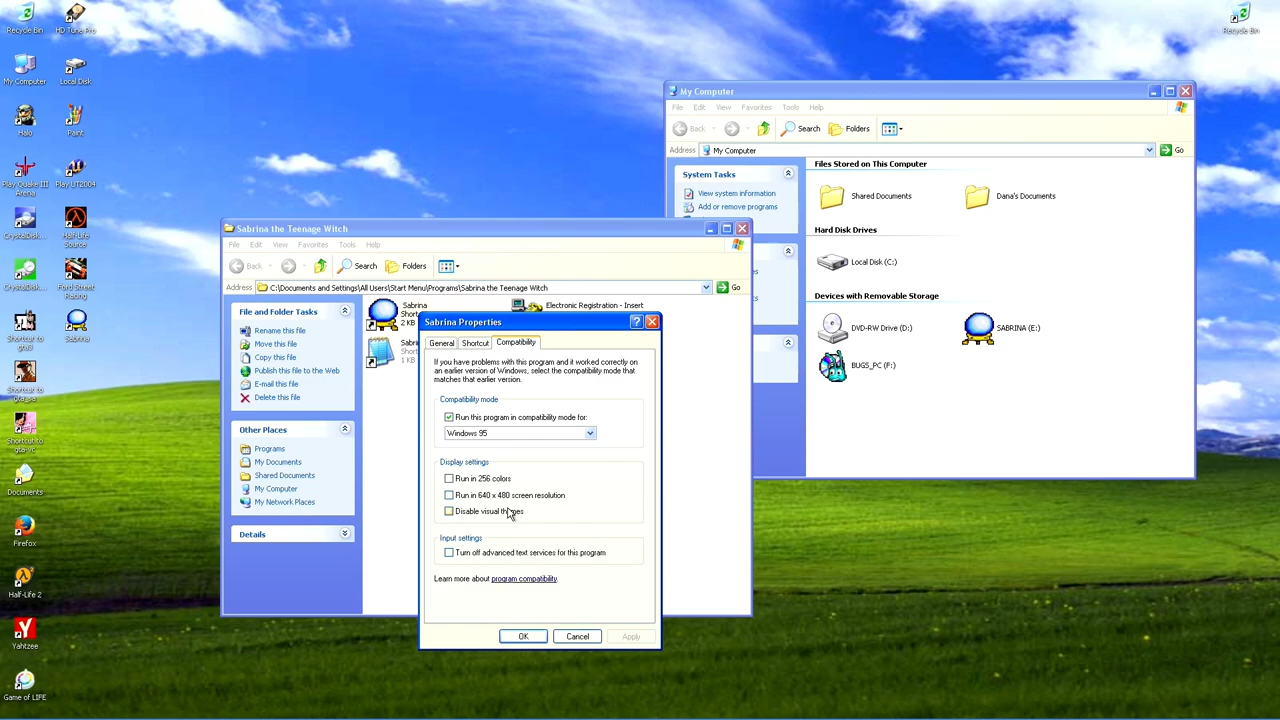 Recycle Bin
HD Tune Pro
Recycle Bin
My Computer
Local Disk
Halo
Paint
Play Quake III
Arena
Play UT2004
CrystalDisk...
Half-Life
Source
CrystalDisk...
Ford Street
Racing
Shortcut to
gta3
Sabrina
Shortcut to
gta_sa
Shortcut to
gta-vc
Documents
Firefox
Half-Life 2
Yahtzee
Game of LIFE
My Computer
File Edit View Favorites Tools Help
Back Search Folders
Address My Computer Go
System Tasks
View system information
Add or remove programs
Files Stored on This Computer
Shared Documents
Dana's Documents
Hard Disk Drives
Local Disk (C:)
Devices with Removable Storage
DVD-RW Drive (D:)
SABRINA (E:)
BUGS_PC (F:)
Sabrina the Teenage Witch
File Edit View Favorites Tools Help
Back Search Folders
Address C:\Documents and Settings\All Users\Start Menu\Programs\Sabrina the Teenage Witch Go
File and Folder Tasks
Rename this file
Move this file
Copy this file
Publish this file to the Web
E-mail this file
Delete this file
Other Places
Programs
My Documents
Shared Documents
My Computer
My Network Places
Details
Sabrina
2 KB
Electronic Registration - Insert
1 KB
Sabrina Properties
General Shortcut Compatibility
If you have problems with this program and it worked correctly on
an earlier version of Windows, select the compatibility mode that
matches that earlier version.
Compatibility mode
Run this program in compatibility mode for:
Windows 95
Display settings
Run in 256 colors
Run in 640 x 480 screen resolution
Disable visual themes
Input settings
Turn off advanced text services for this program
Learn more about program compatibility.
OK Cancel Apply